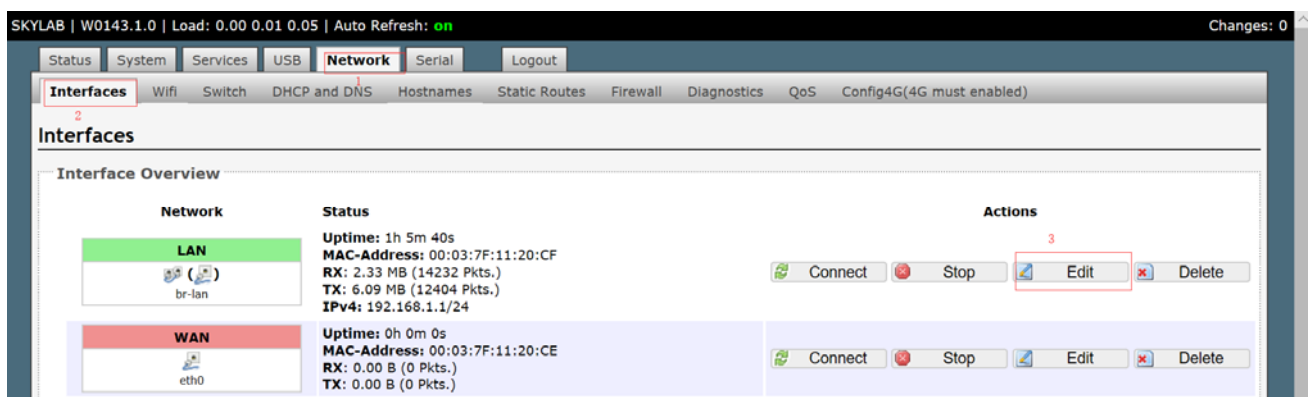 SKYLAB | W0143.1.0 | Load: 0.00 0.01 0.05 | Auto Refresh: on Changes: 0
Status System Services USB Network Serial Logout
1
Interfaces Wifi Switch DHCP and DNS Hostnames Static Routes Firewall Diagnostics QoS Config4G(4G must enabled)
2
Interfaces
Interface Overview
Network Status Actions
LAN
br-lan
Uptime: 1h 5m 40s
MAC-Address: 00:03:7F:11:20:CF
RX: 2.33 MB (14232 Pkts.)
TX: 6.09 MB (12404 Pkts.)
IPv4: 192.168.1.1/24
3
Connect Stop Edit Delete
WAN
eth0
Uptime: 0h 0m 0s
MAC-Address: 00:03:7F:11:20:CE
RX: 0.00 B (0 Pkts.)
TX: 0.00 B (0 Pkts.)
Connect Stop Edit Delete